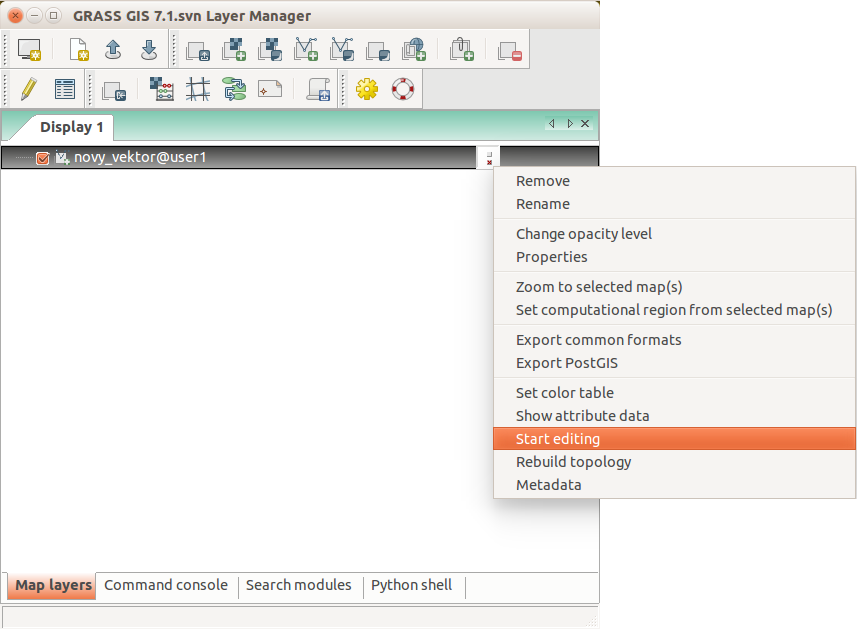 GRASS GIS 7.1.svn Layer Manager
Display 1
novy_vektor@user1
Remove
Rename
Change opacity level
Properties
Zoom to selected map(s)
Set computational region from selected map(s)
Export common formats
Export PostGIS
Set color table
Show attribute data
Start editing
Rebuild topology
Metadata
Map layers Command console Search modules Python shell